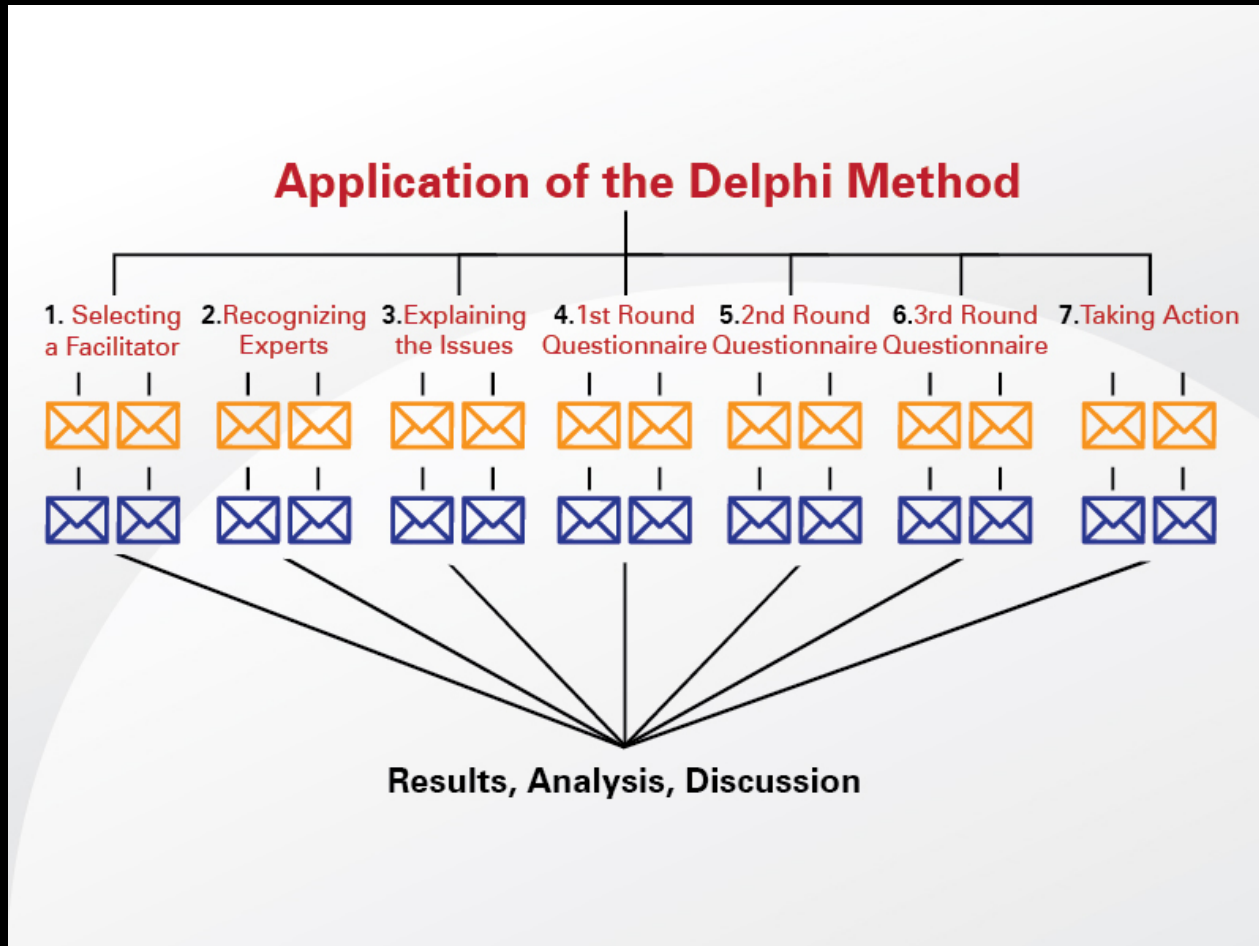 Application of the Delphi Method
1. Selecting
a Facilitator
2.Recognizing
Experts
3.Explaining
the Issues
4.1st Round
Questionnaire
5.2nd Round
Questionnaire
6.3rd Round
Questionnaire
7.Taking Action
Results, Analysis, Discussion